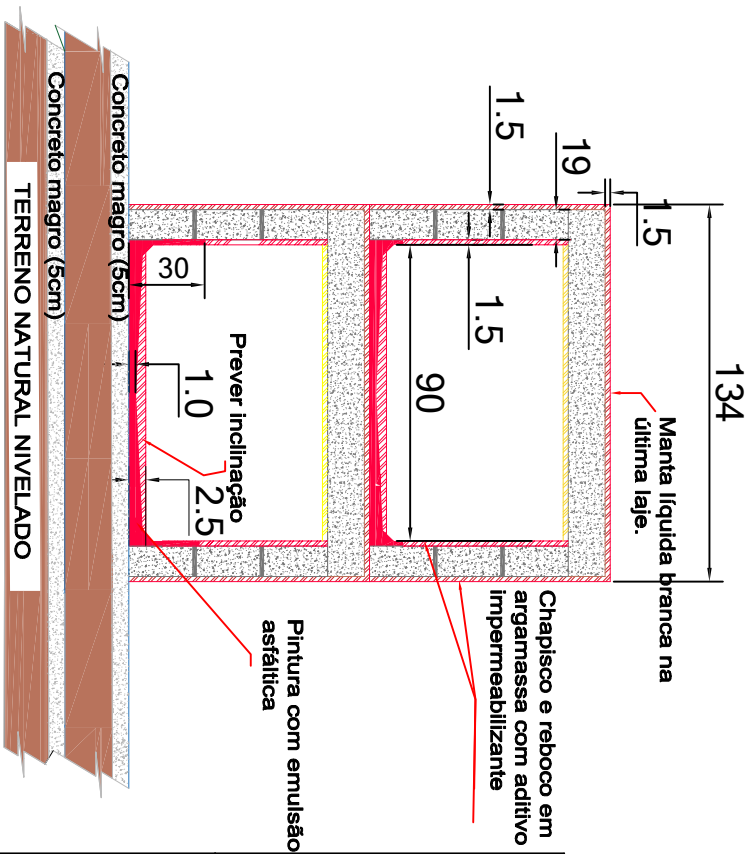 134
Manta líquida branca na
última laje.
1.5
19
1.5
1.5
90
Chapisco e reboco em
argamassa com aditivo
impermeabilizante
30
Prever inclinação
1.0
2.5
Pintura com emulsão
asfáltica
Concreto magro (5cm)
Concreto magro (5cm)
TERRENO NATURAL NIVELADO